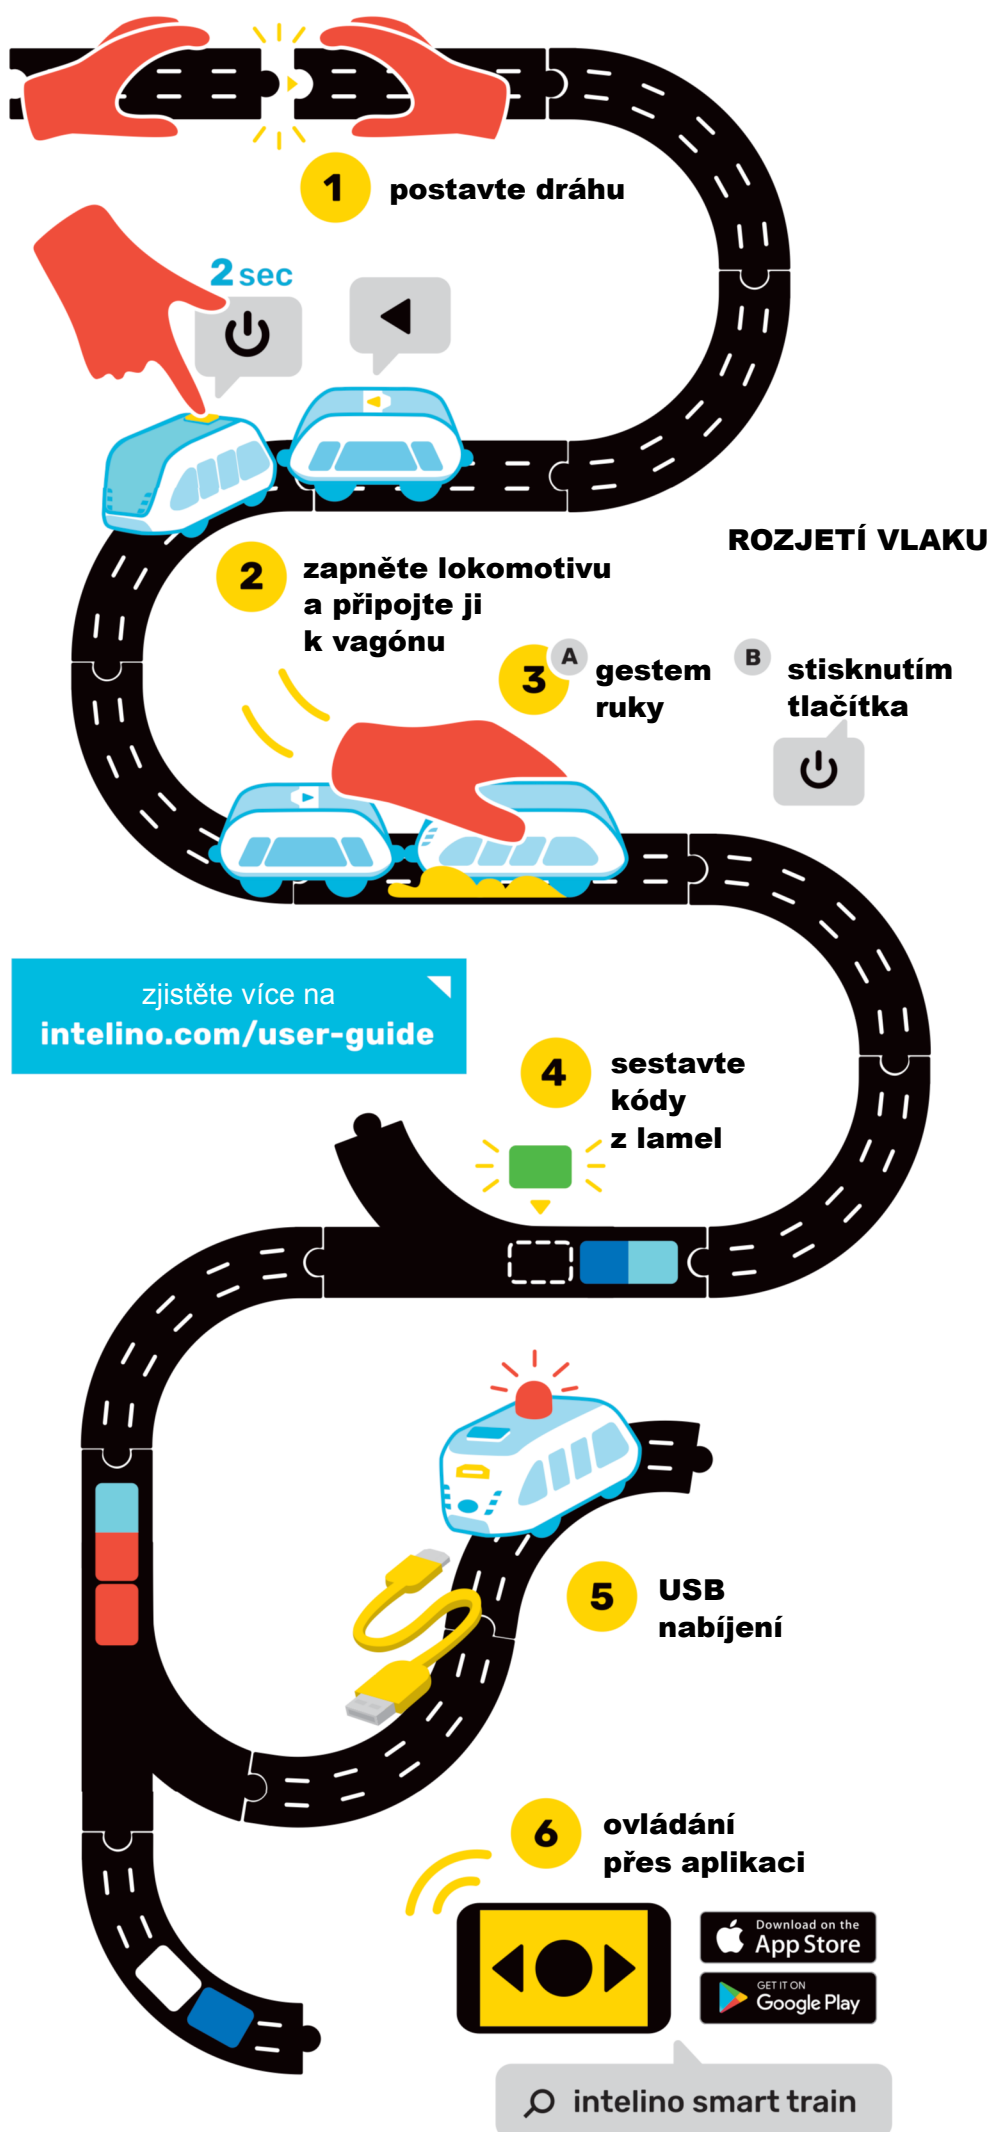 1
postavte dráhu
2 sec
2
zapněte lokomotivu
a připojte ji
k vagónu
ROZJETÍ VLAKU
3
A
gestem
ruky
B
stisknutím
tlačítka
zjistěte více na
intelino.com/user-guide
4
sestavte
kódy
z lamel
5
USB
nabíjení
6
ovládání
přes aplikaci
Download on the
App Store
GET IT ON
Google Play
intelino smart train